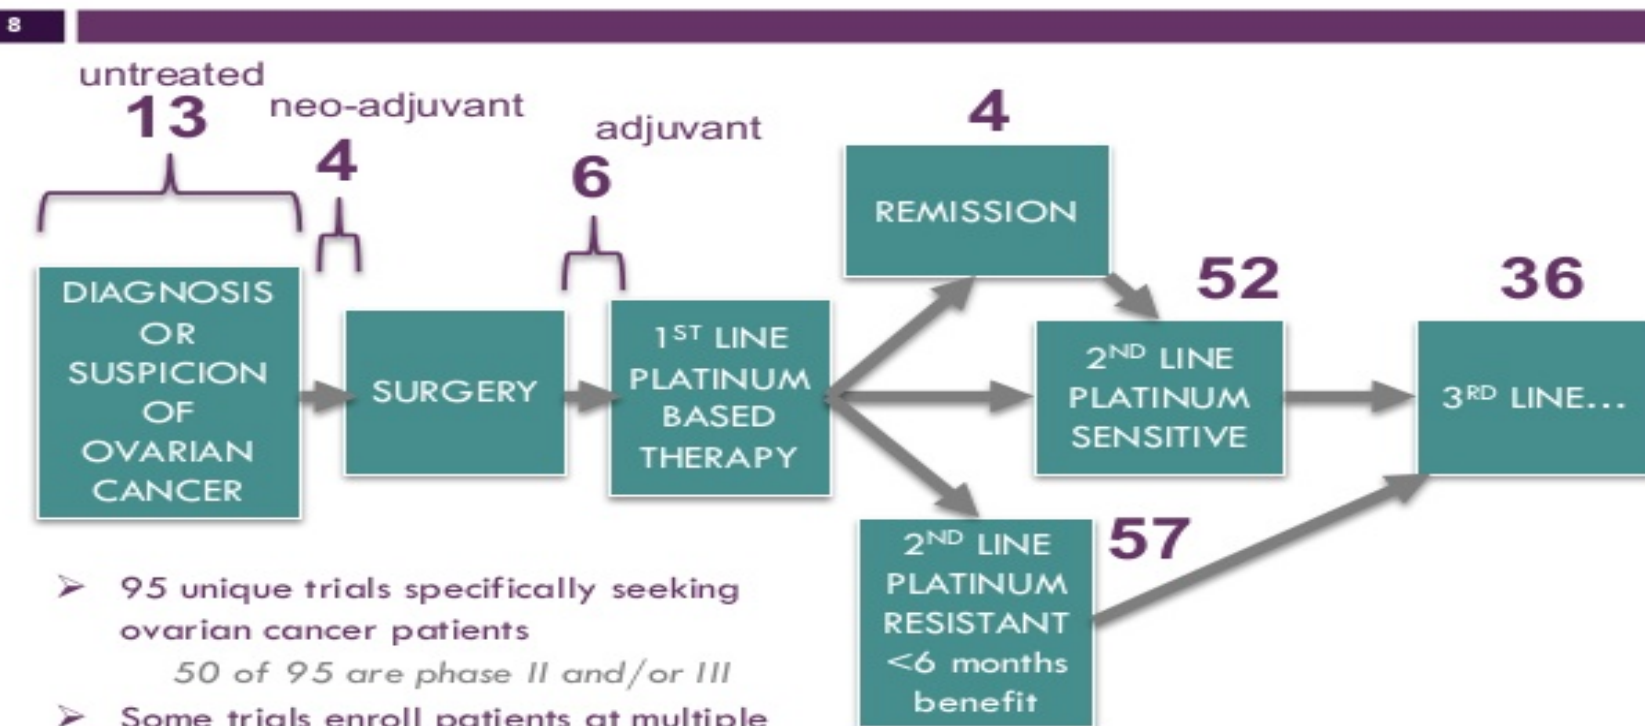 8
untreated
13
neo-adjuvant
4
adjuvant
6
4
REMISSION
52
36
DIAGNOSIS
OR
SUSPICION
OF
OVARIAN
CANCER
SURGERY
1ST LINE
PLATINUM
BASED
THERAPY
2ND LINE
PLATINUM
SENSITIVE
3RD LINE...
57
2ND LINE
PLATINUM
RESISTANT
<6 months
benefit
➢ 95 unique trials specifically seeking
ovarian cancer patients
50 of 95 are phase II and/or III
➢ Some trials enroll patients at multiple